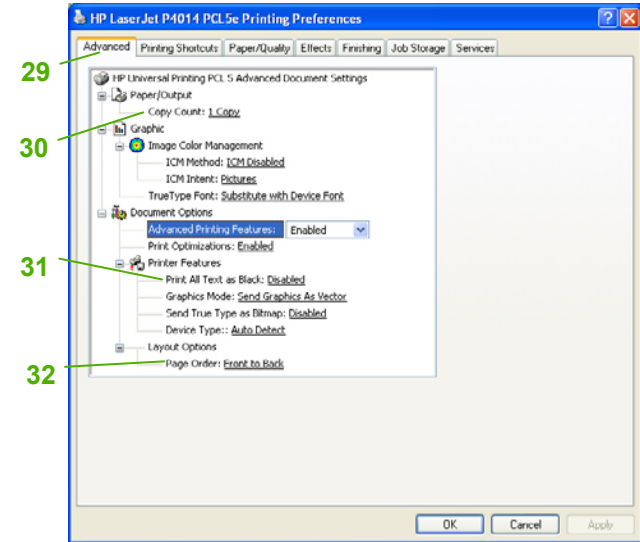 HP LaserJet P4014 PCL5e Printing Preferences
Advanced Printing Shortcuts Paper/Quality Effects Finishing Job Storage Services
29
HP Universal Printing PCL 5 Advanced Document Settings
Paper/Output
Copy Count: 1 Copy
30
Graphic
Image Color Management
ICM Method: ICM Disabled
ICM Intent: Pictures
TrueType Font: Substitute with Device Font
Document Options
Advanced Printing Features: Enabled
Print Optimizations: Enabled
31
Printer Features
Print All Text as Black: Disabled
Graphics Mode: Send Graphics As Vector
Send True Type as Bitmap: Disabled
Device Type:: Auto Detect
Layout Options
32
Page Order: Front to Back
OK Cancel Apply